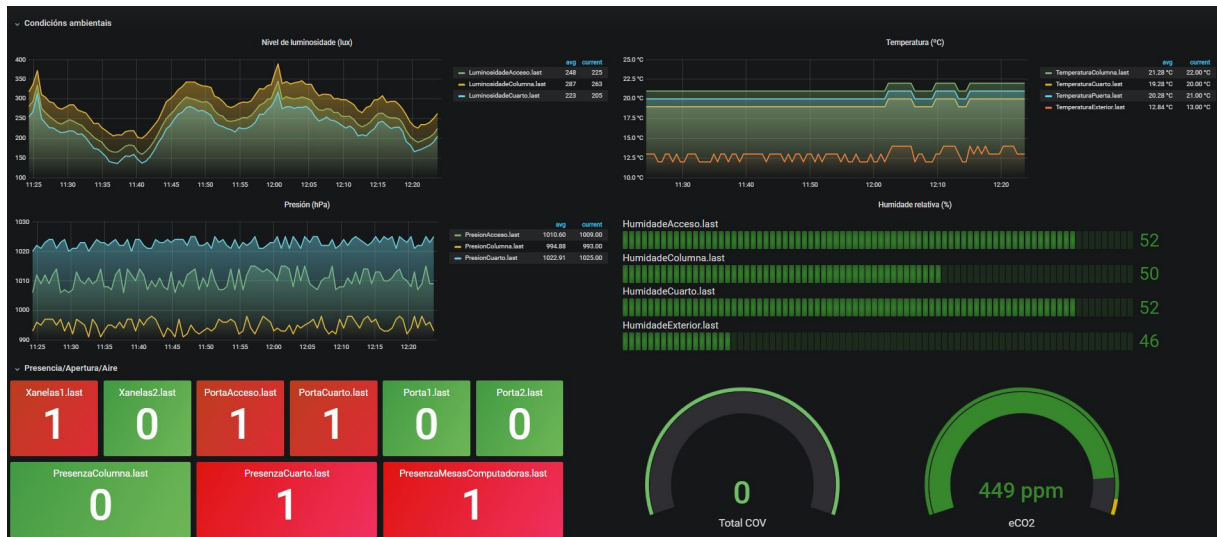 Condicións ambientais
Nivel de luminosidade (lux)
400
350
300
250
200
150
100
11:25 11:30 11:35 11:40 11:45 11:50 11:55 12:00 12:05 12:10 12:15 12:20
avg current
LuminosidadeAcceso.last 248 225
LuminosidadeColumna.last 287 263
LuminosidadeCuarto.last 223 205
Temperatura (ºC)
25.0 °C
22.5 °C
20.0 °C
17.5 °C
15.0 °C
12.5 °C
10.0 °C
11:30 11:40 11:50 12:00 12:10 12:20
avg current
TemperaturaColumna.last 21.28 °C 22.00 °C
TemperaturaCuarto.last 19.28 °C 20.00 °C
TemperaturaPuerta.last 20.28 °C 21.00 °C
TemperaturaExterior.last 12.84 °C 13.00 °C
Presión (hPa)
1030
1020
1010
1000
990
11:25 11:30 11:35 11:40 11:45 11:50 11:55 12:00 12:05 12:10 12:15 12:20
avg current
PresionAcceso.last 1010.60 1009.00
PresionColumna.last 994.88 993.00
PresionCuarto.last 1022.91 1025.00
Humidade relativa (%)
HumidadeAcceso.last
52
HumidadeColumna.last
50
HumidadeCuarto.last
52
HumidadeExterior.last
46
Presencia/Apertura/Aire
Xanelas1.last
1
Xanelas2.last
0
PortaAcceso.last
1
PortaCuarto.last
1
Porta1.last
0
Porta2.last
0
PresenzaColumna.last
0
PresenzaCuarto.last
1
PresenzaMesasComputadoras.last
1
0
Total COV
449 ppm
eCO2